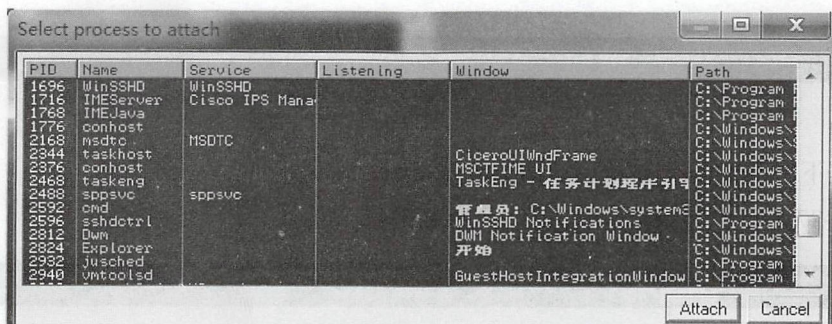 Select process to attach
PID Name Service Listening Window Path
1696 WinSSHD WinSSHD C:\Program
1716 IMEServer Cisco IPS Mana C:\Program
1768 IMEJava C:\Program
1776 conhost C:\Windows\
2168 msdtc MSDTC C:\Windows\
2344 taskhost CiceroUIWndFrame C:\Windows\
2376 conhost MSCTFIME UI C:\Windows\
2468 taskeng TaskEng - 任务计划程序引 C:\Windows\
2488 sppsvc sppsvc C:\Windows\
2592 cmd 管理员: C:\Windows\system3 C:\Windows\
2596 sshdctrl WinSSHD Notifications C:\Program
2812 Dwm DWM Notification Window C:\Windows\
2824 Explorer 开始 C:\Windows\
2932 jusched C:\Program
2940 vmtoolsd GuestHostIntegrationWindow C:\Program
Attach Cancel